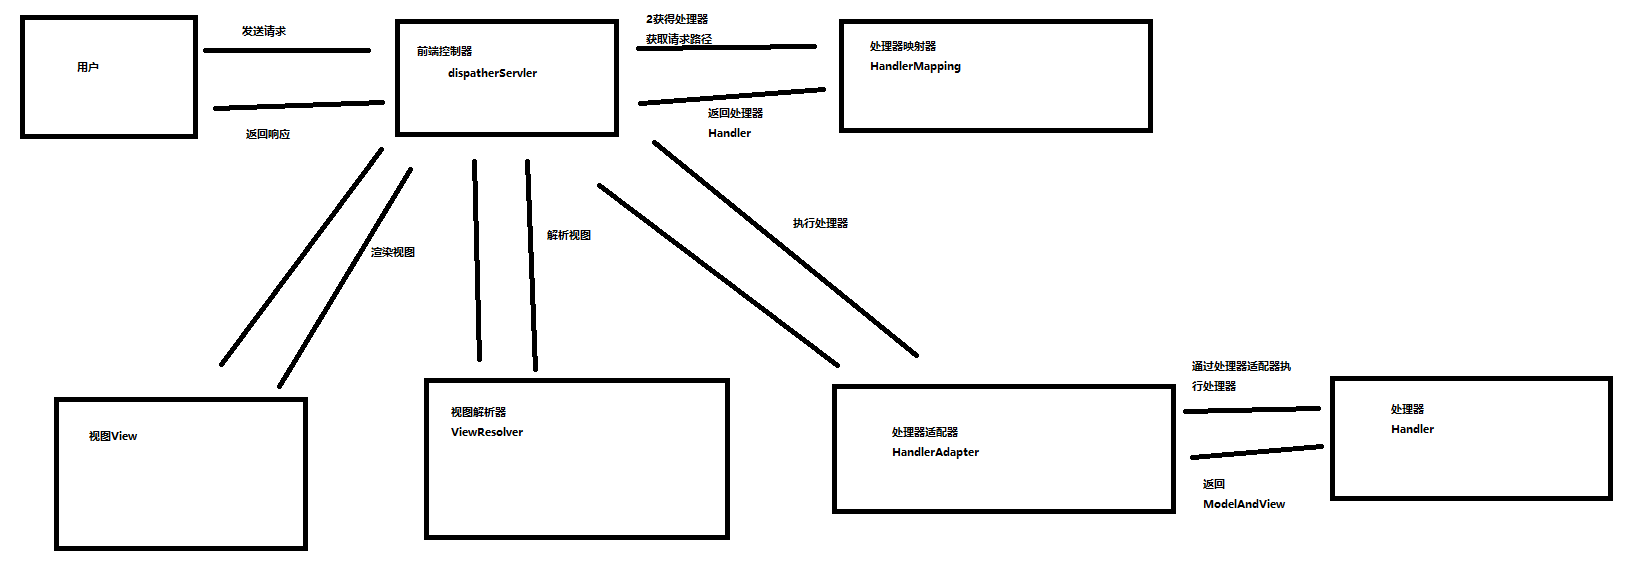 发送请求
用户
返回响应
前端控制器
dispatherServler
2获得处理器
获取请求路径
返回处理器
Handler
处理器映射器
HandlerMapping
渲染视图
解析视图
执行处理器
视图View
视图解析器
ViewResolver
处理器适配器
HandlerAdapter
通过处理器适配器执
行处理器
返回
ModelAndView
处理器
Handler